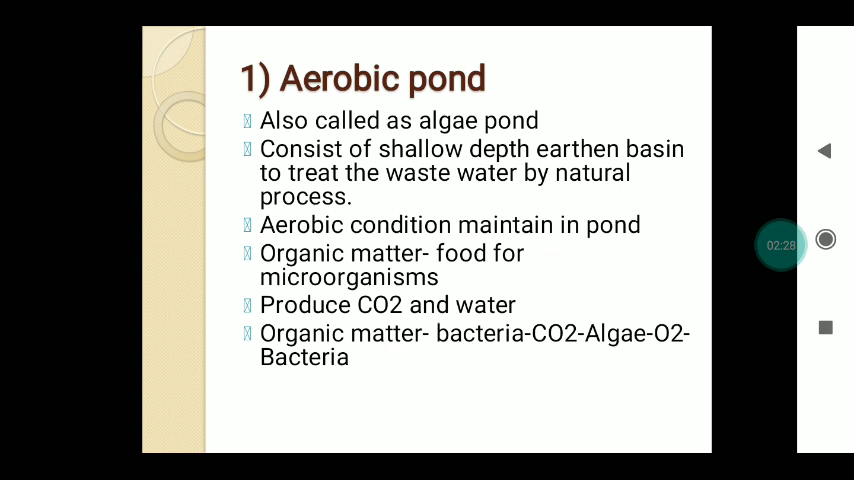 1) Aerobic pond
Also called as algae pond
Consist of shallow depth earthen basin
to treat the waste water by natural
process.
Aerobic condition maintain in pond
Organic matter- food for
microorganisms
Produce CO2 and water
Organic matter- bacteria-CO2-Algae-O2-
Bacteria
02:28